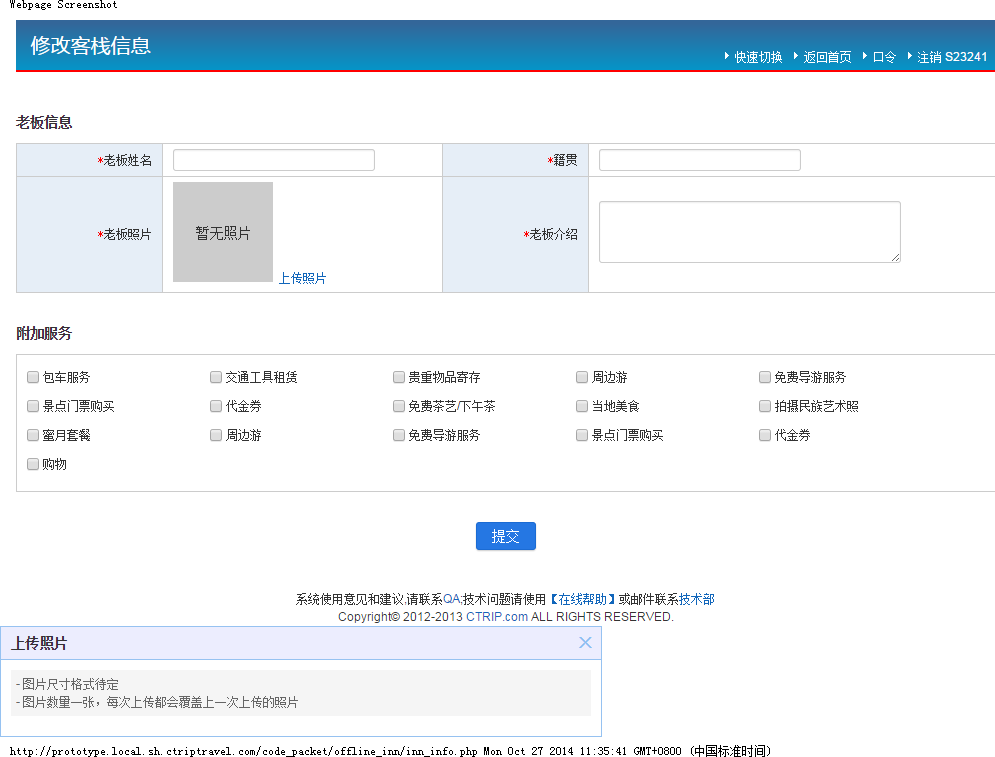 Webpage Screenshot
修改客栈信息
快速切换 返回首页 口令 注销 S23241
老板信息
*老板姓名 *籍贯
*老板照片 暂无照片 上传照片 *老板介绍
附加服务
包车服务 交通工具租赁 贵重物品寄存 周边游 免费导游服务
景点门票购买 代金券 免费茶艺/下午茶 当地美食 拍摄民族艺术照
蜜月套餐 周边游 免费导游服务 景点门票购买 代金券
购物
提交
系统使用意见和建议,请联系QA;技术问题请使用【在线帮助】或邮件联系技术部
Copyright© 2012-2013 CTRIP.com ALL RIGHTS RESERVED.
上传照片
-图片尺寸格式待定
-图片数量一张，每次上传都会覆盖上一次上传的照片
http://prototype.local.sh.ctriptravel.com/code_packet/offline_inn/inn_info.php Mon Oct 27 2014 11:35:41 GMT+0800 (中国标准时间)